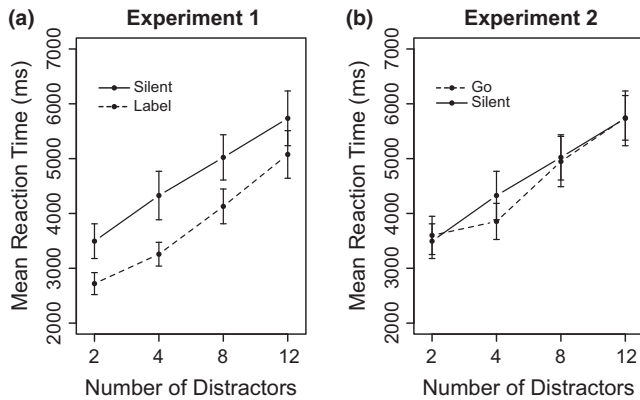 (a)
Experiment 1
Mean Reaction Time (ms)
7000
6000
5000
4000
3000
2000
Silent
Label
2 4 8 12
Number of Distractors
(b)
Experiment 2
Mean Reaction Time (ms)
7000
6000
5000
4000
3000
2000
Go
Silent
2 4 8 12
Number of Distractors